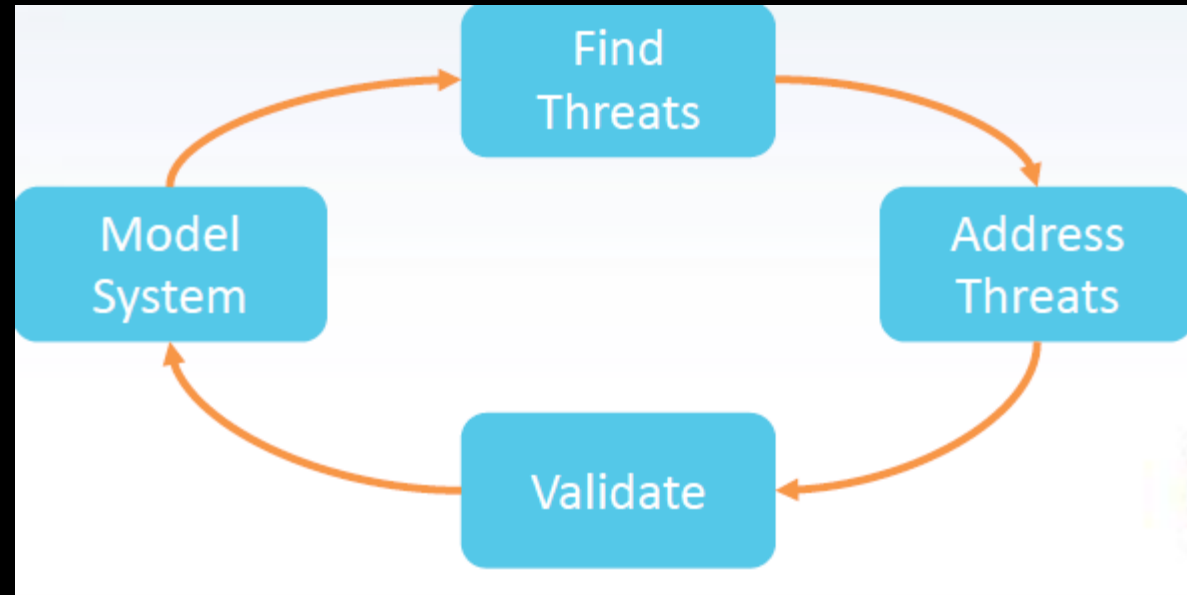 Find
Threats
Model
System
Address
Threats
Validate